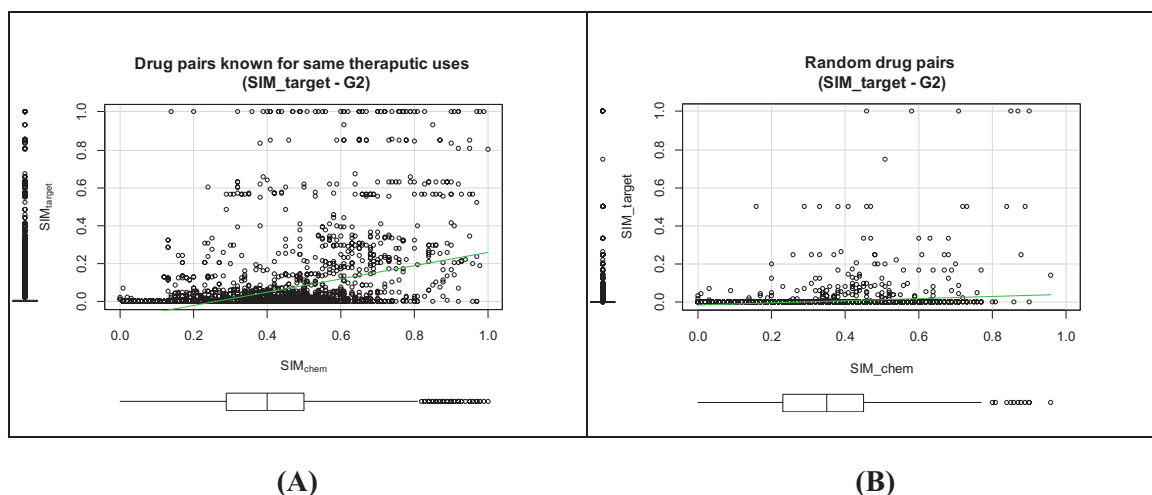 Drug pairs known for same theraputic uses
(SIM_target - G2)
1.0
0.8
0.6
0.4
0.2
0.0
SIMtarget
0.0 0.2 0.4 0.6 0.8 1.0
SIMchem
Random drug pairs
(SIM_target - G2)
1.0
0.8
0.6
0.4
0.2
0.0
SIM_target
0.0 0.2 0.4 0.6 0.8 1.0
SIM_chem
(A)
(B)